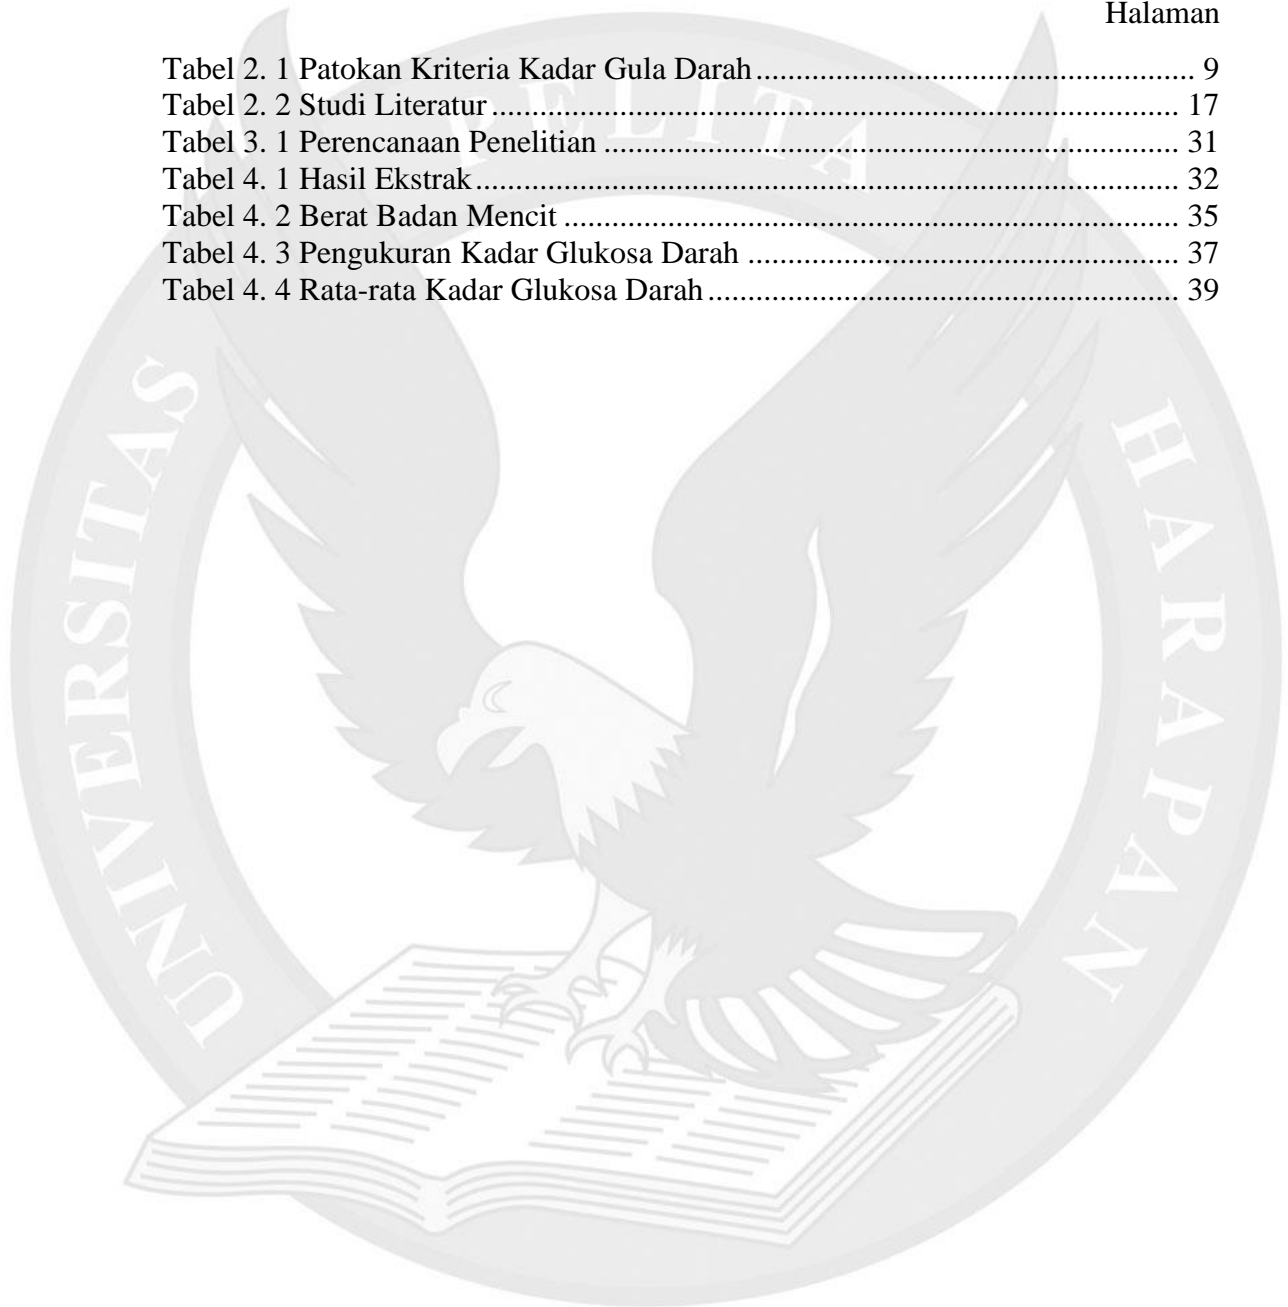 Halaman
Tabel 2. 1 Patokan Kriteria Kadar Gula Darah ...................................................... 9
Tabel 2. 2 Studi Literatur ..................................................................................... 17
Tabel 3. 1 Perencanaan Penelitian ....................................................................... 31
Tabel 4. 1 Hasil Ekstrak ....................................................................................... 32
Tabel 4. 2 Berat Badan Mencit ............................................................................ 35
Tabel 4. 3 Pengukuran Kadar Glukosa Darah ..................................................... 37
Tabel 4. 4 Rata-rata Kadar Glukosa Darah .......................................................... 39
UNIVERSITAS PELITA HARAPAN